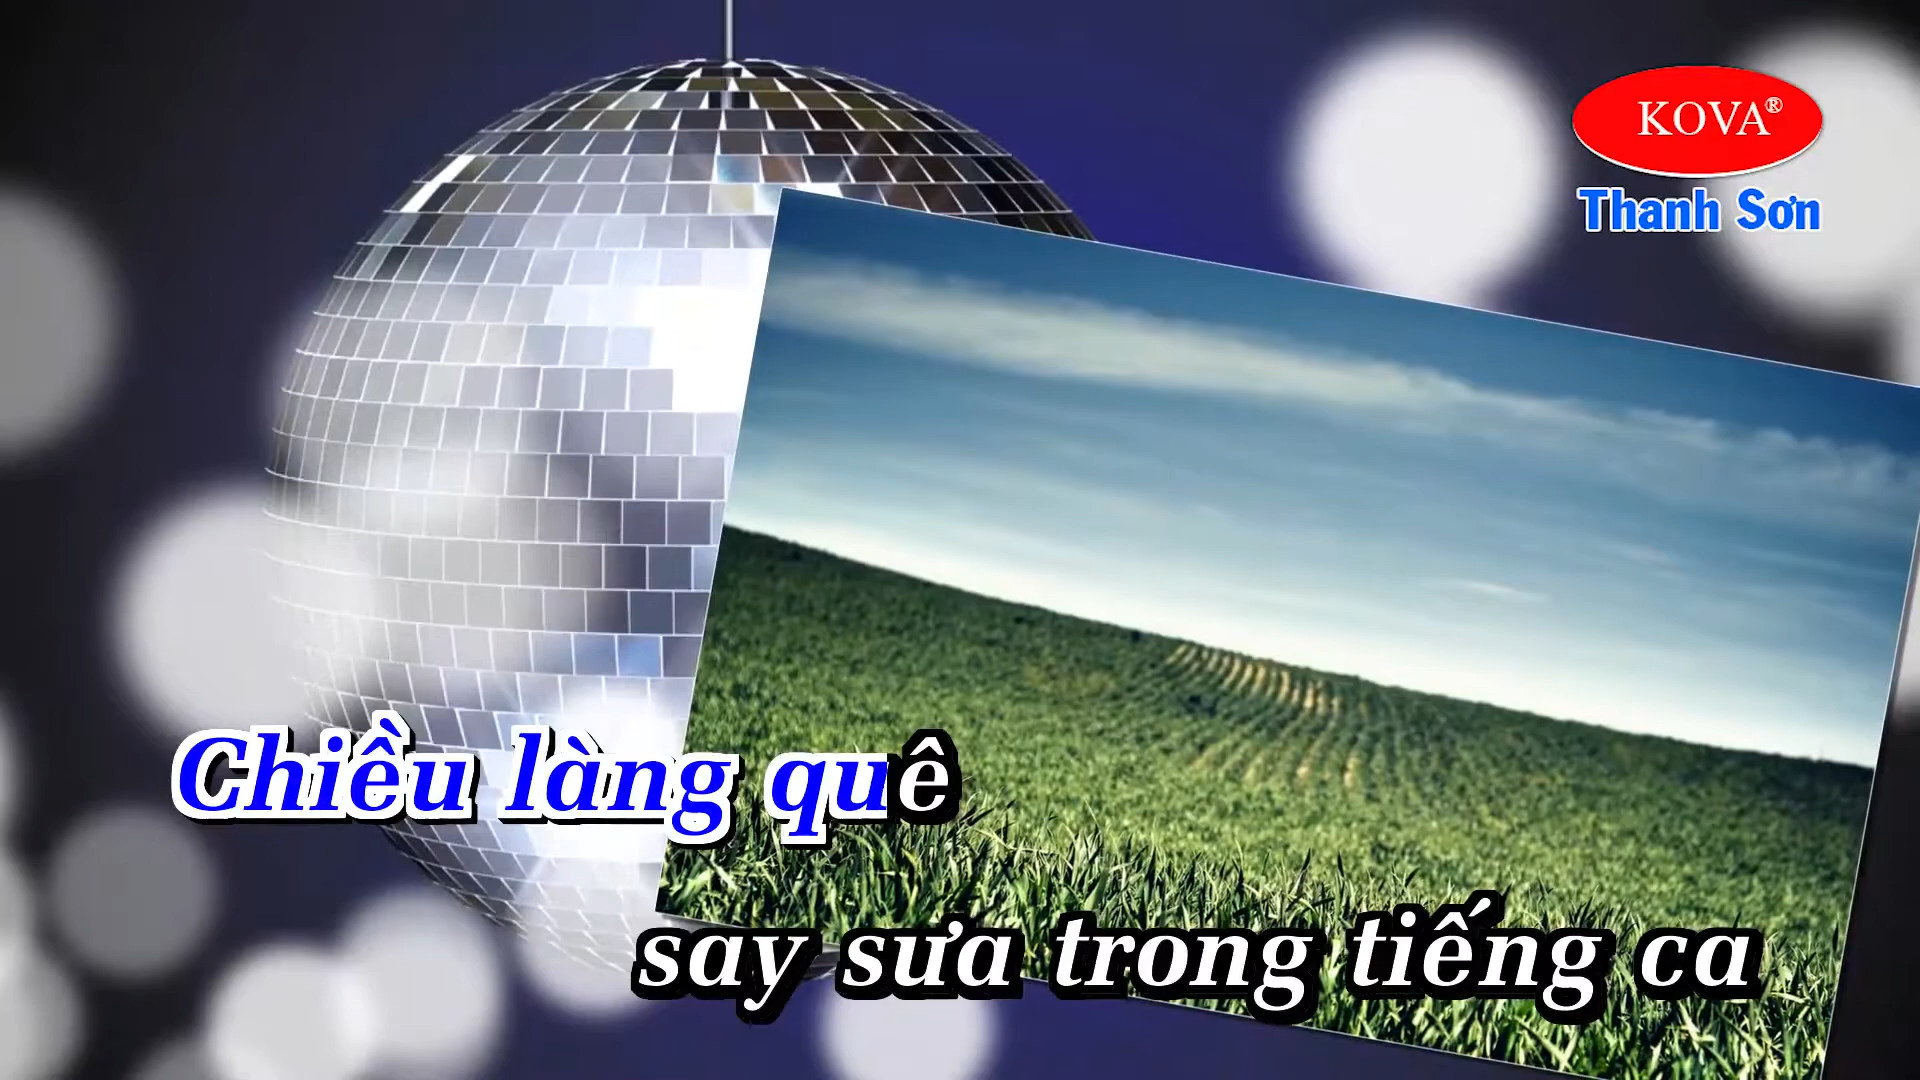 KOVA®
Thanh Sơn
Chiều làng quê
say sưa trong tiếng ca